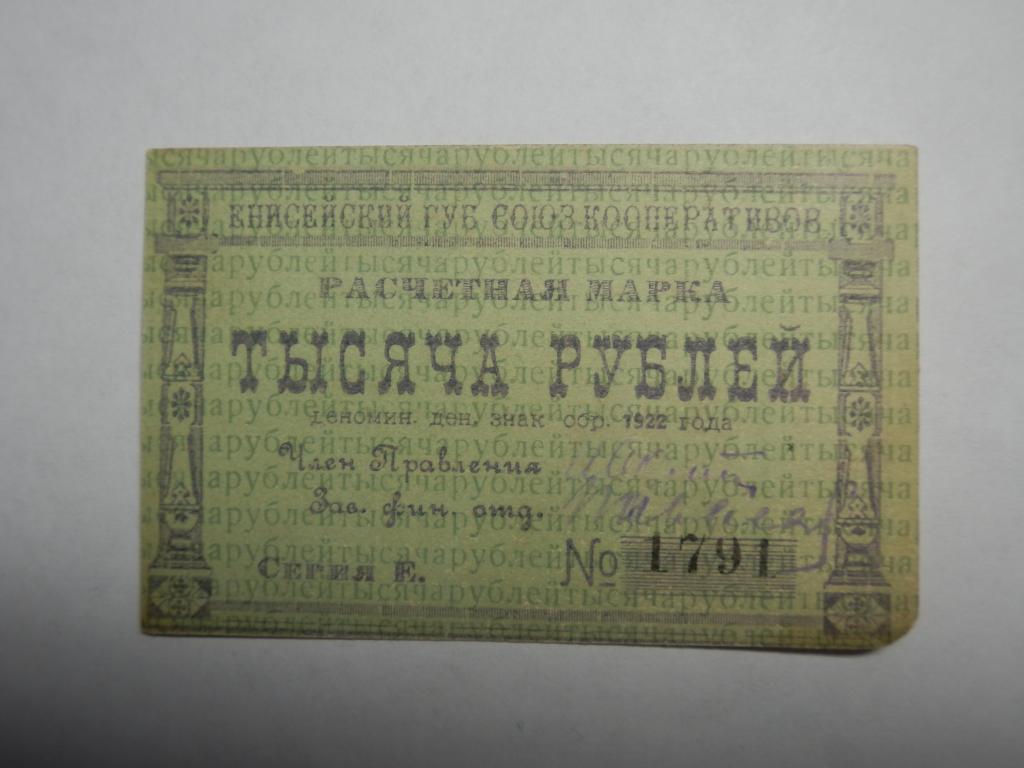 ЕНИСЕЙСКИЙ ГУБ. СОЮЗ КООПЕРАТИВОВ
РАСЧЕТНАЯ МАРКА
ТЫСЯЧА РУБЛЕЙ
деномин. ден. знак обр. 1922 года
Член Правления
Зав. фин. отд.
Серия Е. № 1791